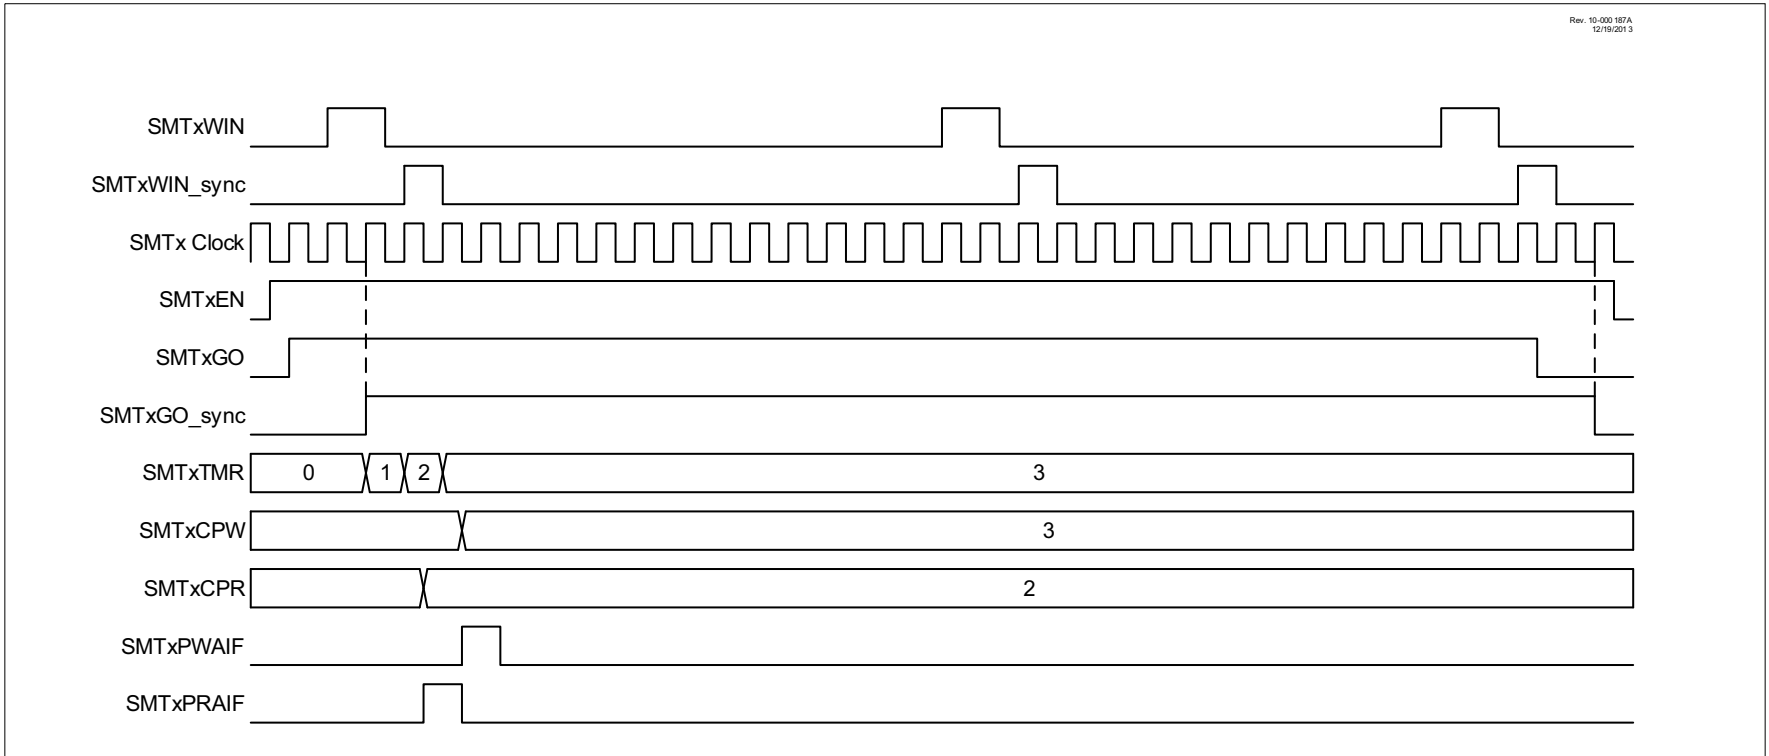 Rev. 10-000 187A
12/19/201 3
SMTxWIN
SMTxWIN_sync
SMTx Clock
SMTxEN
SMTxGO
SMTxGO_sync
SMTxTMR 0 1 2 3
SMTxCPW 3
SMTxCPR 2
SMTxPWAIF
SMTxPRAIF